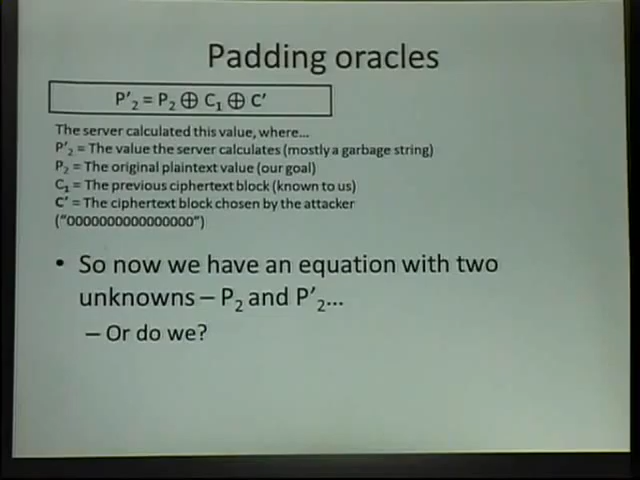 Padding oracles
P′₂ = P₂ ⊕ C₁ ⊕ C′
The server calculated this value, where...
P′₂ = The value the server calculates (mostly a garbage string)
P₂ = The original plaintext value (our goal)
C₁ = The previous ciphertext block (known to us)
C′ = The ciphertext block chosen by the attacker
("0000000000000000")
• So now we have an equation with two
unknowns – P₂ and P′₂...
– Or do we?